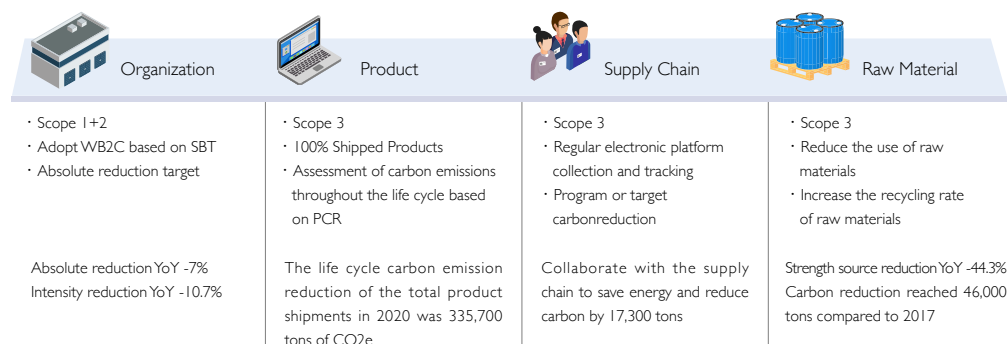 Organization
Product
Supply Chain
Raw Material
· Scope 1+2
· Adopt WB2C based on SBT
· Absolute reduction target
Absolute reduction YoY -7%
Intensity reduction YoY -10.7%
· Scope 3
· 100% Shipped Products
· Assessment of carbon emissions
throughout the life cycle based
on PCR
The life cycle carbon emission
reduction of the total product
shipments in 2020 was 335,700
tons of CO2e
· Scope 3
· Regular electronic platform
collection and tracking
· Program or target
carbonreduction
Collaborate with the supply
chain to save energy and reduce
carbon by 17,300 tons
· Scope 3
· Reduce the use of raw
materials
· Increase the recycling rate
of raw materials
Strength source reduction YoY -44.3%
Carbon reduction reached 46,000
tons compared to 2017